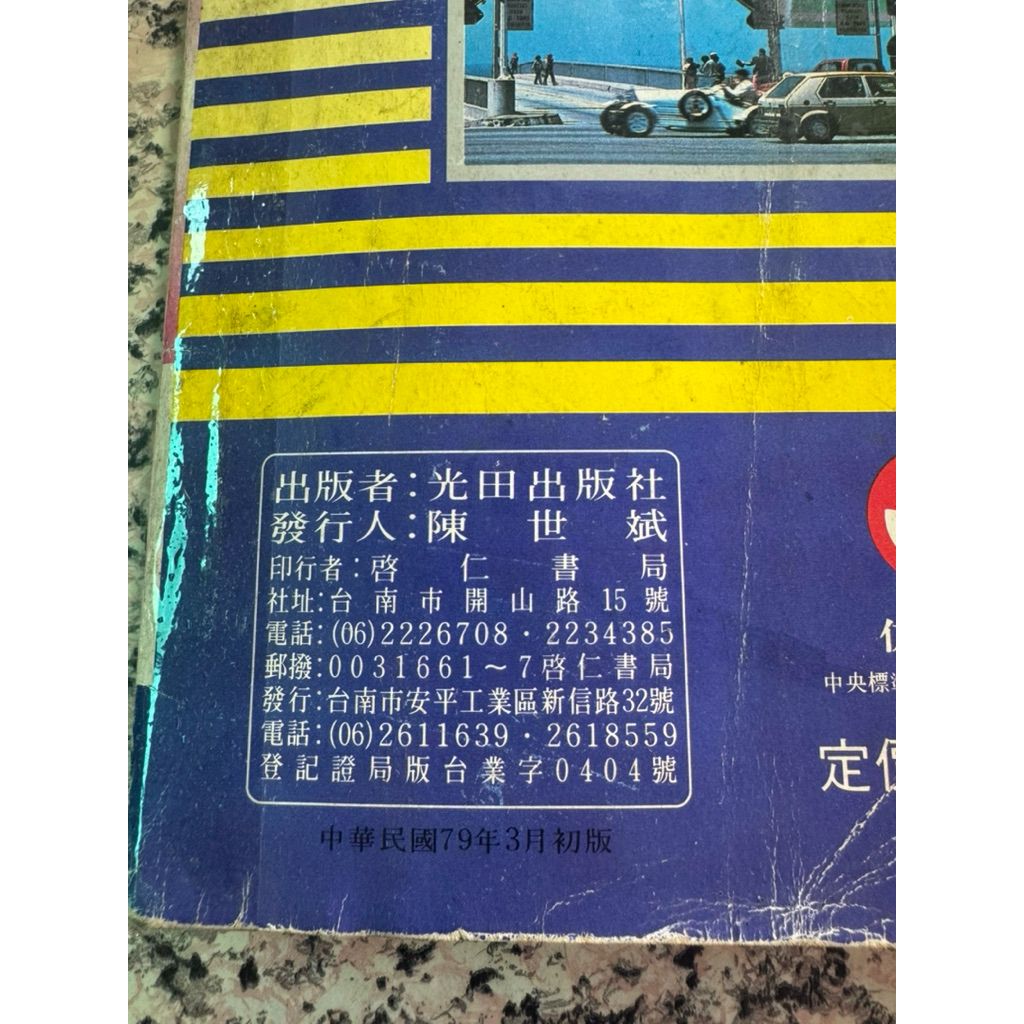 出版者：光田出版社
發行人：陳世斌
印行者：啓仁書局
社址：台南市開山路15號
電話：(06)2226708．2234385
郵撥：0031661～7啓仁書局
發行：台南市安平工業區新信路32號
電話：(06)2611639．2618559
登記證局版台業字0404號
中華民國79年3月初版
中央標
定